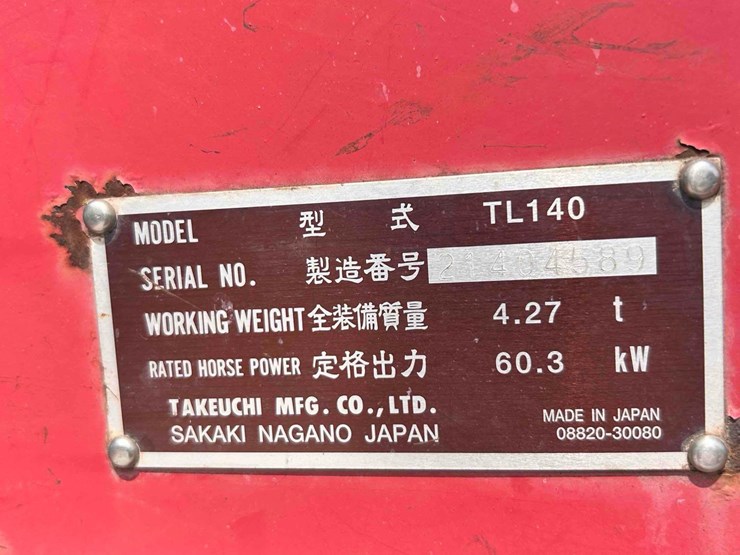 MODEL 型式 TL140
SERIAL NO. 製造番号 21404589
WORKING WEIGHT 全装備質量 4.27 t
RATED HORSE POWER 定格出力 60.3 kW
TAKEUCHI MFG. CO., LTD.
SAKAKI NAGANO JAPAN
MADE IN JAPAN
08820-30080